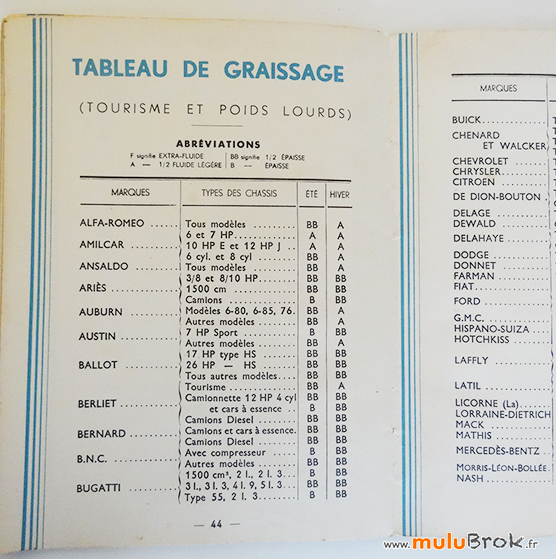 TABLEAU DE GRAISSAGE
(TOURISME ET POIDS LOURDS)
ABRÉVIATIONS
F signifie EXTRA-FLUIDE BB signifie 1/2 ÉPAISSE
A — 1/2 FLUIDE LÉGÈRE B — ÉPAISSE
MARQUES TYPES DES CHASSIS ÉTÉ HIVER
ALFA-ROMEO ...... Tous modèles ........ BB A
AMILCAR ...... 6 et 7 HP ........ A A
10 HP E et 12 HP J .. A A
ANSALDO ...... 6 cyl. et 8 cyl ...... BB A
Tous modèles ........ BB A
ARIÈS ........ 3/8 et 8/10 HP ...... BB BB
1500 cm ........ BB BB
Camions ........ B BB
AUBURN ........ Modèles 6-80, 6-85, 76. BB A
Autres modèles ...... BB A
AUSTIN ........ 7 HP Sport ........ B BB
Autres modèles ...... BB A
BALLOT ........ 17 HP type HS ...... BB BB
26 HP — HS .... BB BB
Tous autres modèles.... BB BB
BERLIET ........ Tourisme ........ BB A
Camionnette 12 HP 4 cyl BB BB
et cars à essence .. B BB
Camions Diesel ...... BB BB
BERNARD ........ Camions et cars à essence. BB BB
Camions Diesel ...... BB BB
B.N.C. ........ Avec compresseur .... B BB
Autres modèles ...... BB BB
BUGATTI ........ 1500 cm³, 2 l., 2 l. 3... B BB
3 l., 3 l. 3, 4 l. 9, 5 l. 3. BB BB
Type 55, 2 l. 3........ B BB
— 44 —
MARQUES
BUICK
CHENARD
ET WALCKER
CHEVROLET
CHRYSLER
CITROEN
DE DION-BOUTON
DELAGE
DEWALD
DELAHAYE
DODGE
DONNET
FARMAN
FIAT
FORD
G.M.C.
HISPANO-SUIZA
HOTCHKISS
LAFFLY
LATIL
LICORNE (La)
LORRAINE-DIETRICH
MACK
MATHIS
MERCEDÈS-BENTZ
MORRIS-LÉON-BOLLÉE
NASH
www.muluBrok.fr